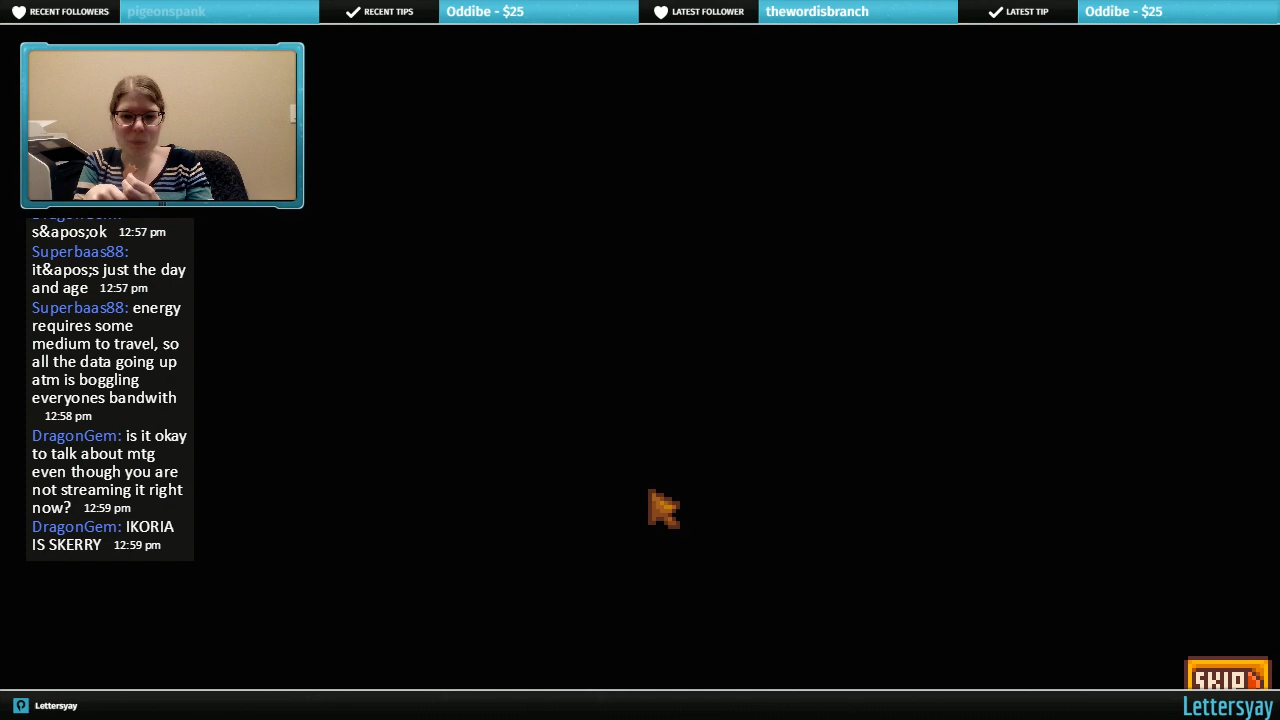 RECENT FOLLOWERS pigeonspank RECENT TIPS Oddibe - $25 LATEST FOLLOWER thewordisbranch LATEST TIP Oddibe - $25
DragonGem:
s&apos;ok 12:57 pm
Superbaas88:
it&apos;s just the day
and age 12:57 pm
Superbaas88: energy
requires some
medium to travel, so
all the data going up
atm is boggling
everyones bandwith
12:58 pm
DragonGem: is it okay
to talk about mtg
even though you are
not streaming it right
now? 12:59 pm
DragonGem: IKORIA
IS SKERRY 12:59 pm
SKIP
Lettersyay
Lettersyay